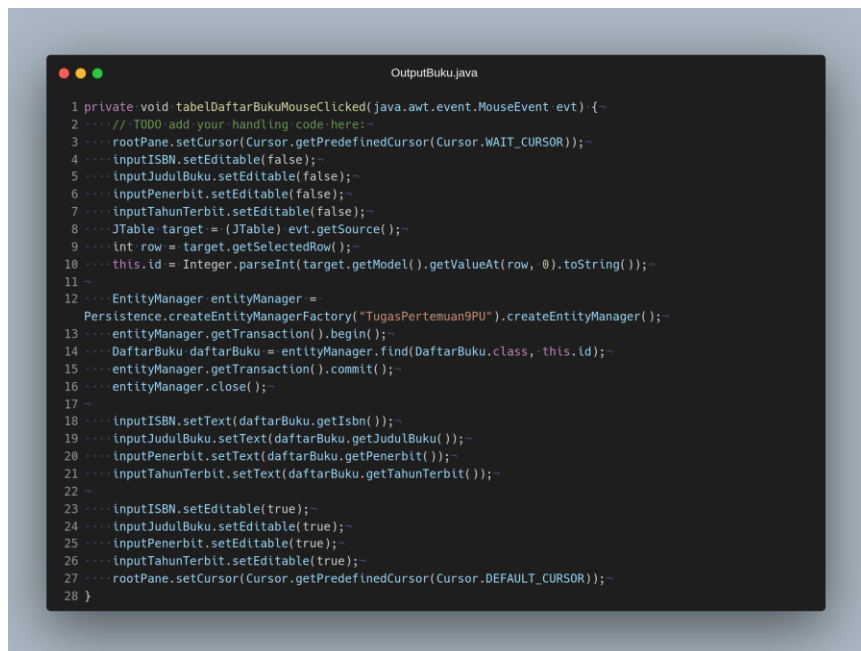 OutputBuku.java
1 private void tabelDaftarBukuMouseClicked(java.awt.event.MouseEvent evt) {¬
2 ····// TODO add your handling code here:¬
3 ····rootPane.setCursor(Cursor.getPredefinedCursor(Cursor.WAIT_CURSOR));¬
4 ····inputISBN.setEditable(false);¬
5 ····inputJudulBuku.setEditable(false);¬
6 ····inputPenerbit.setEditable(false);¬
7 ····inputTahunTerbit.setEditable(false);¬
8 ····JTable·target·=·(JTable)·evt.getSource();¬
9 ····int·row·=·target.getSelectedRow();¬
10 ····this.id·=·Integer.parseInt(target.getModel().getValueAt(row,·0).toString());¬
11 ¬
12 ····EntityManager·entityManager·=·
Persistence.createEntityManagerFactory("TugasPertemuan9PU").createEntityManager();¬
13 ····entityManager.getTransaction().begin();¬
14 ····DaftarBuku·daftarBuku·=·entityManager.find(DaftarBuku.class,·this.id);¬
15 ····entityManager.getTransaction().commit();¬
16 ····entityManager.close();¬
17 ¬
18 ····inputISBN.setText(daftarBuku.getIsbn());¬
19 ····inputJudulBuku.setText(daftarBuku.getJudulBuku());¬
20 ····inputPenerbit.setText(daftarBuku.getPenerbit());¬
21 ····inputTahunTerbit.setText(daftarBuku.getTahunTerbit());¬
22 ¬
23 ····inputISBN.setEditable(true);¬
24 ····inputJudulBuku.setEditable(true);¬
25 ····inputPenerbit.setEditable(true);¬
26 ····inputTahunTerbit.setEditable(true);¬
27 ····rootPane.setCursor(Cursor.getPredefinedCursor(Cursor.DEFAULT_CURSOR));¬
28 }